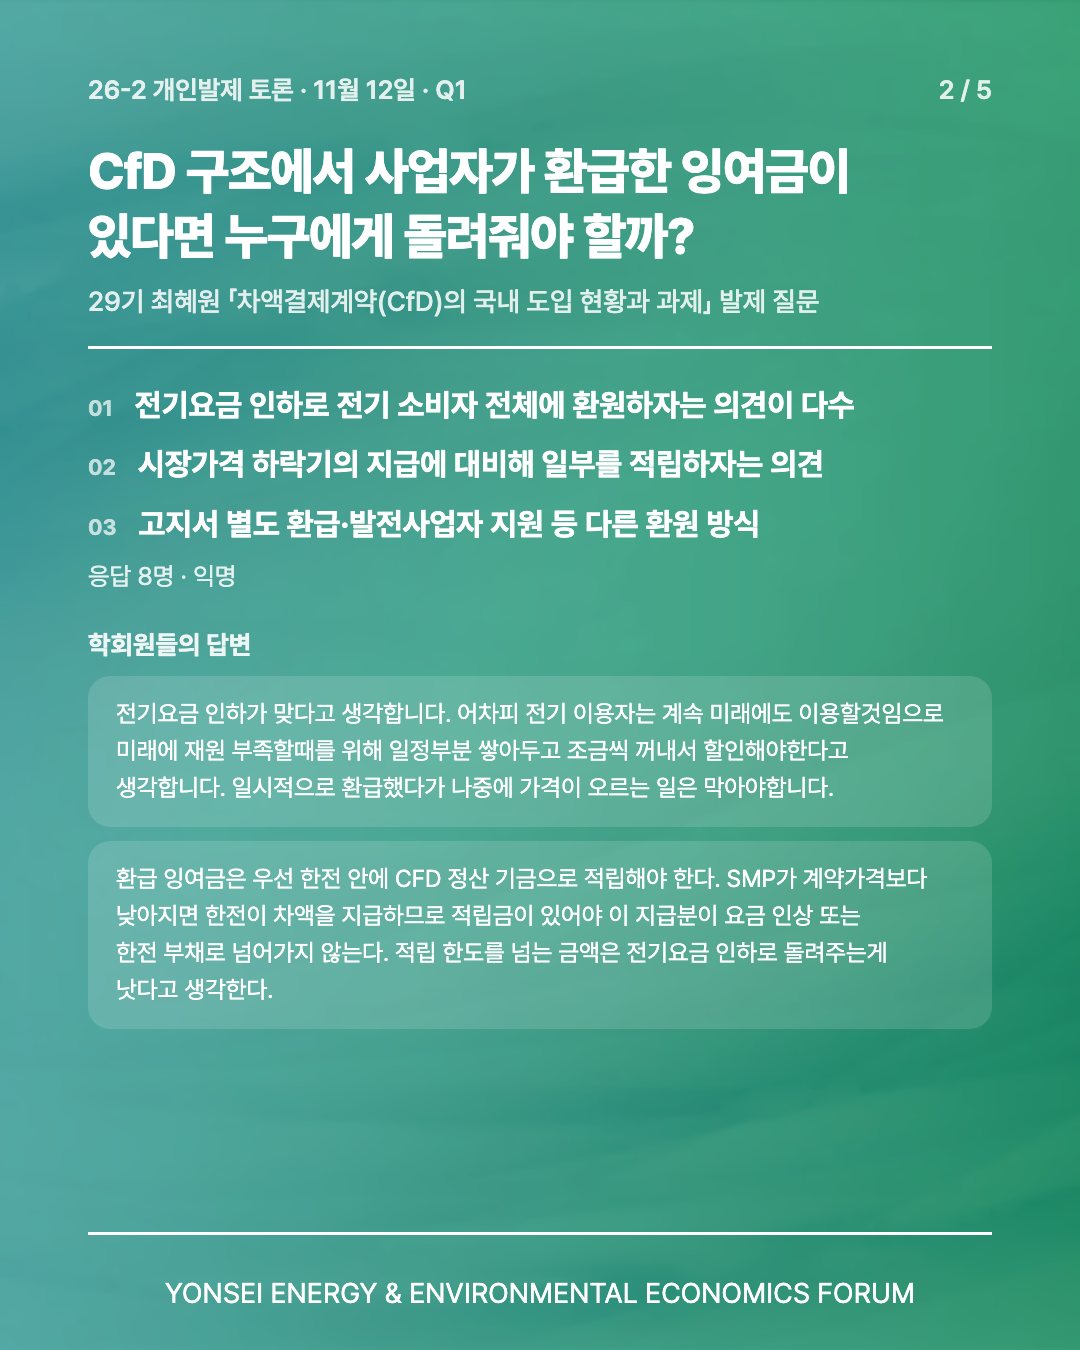 26-2 개인발제 토론 · 11월 12일 · Q1
2 / 5
CfD 구조에서 사업자가 환급한 잉여금이
있다면 누구에게 돌려줘야 할까?
29기 최혜원 「차액결제계약(CfD)의 국내 도입 현황과 과제」 발제 질문
01 전기요금 인하로 전기 소비자 전체에 환원하자는 의견이 다수
02 시장가격 하락기의 지급에 대비해 일부를 적립하자는 의견
03 고지서 별도 환급·발전사업자 지원 등 다른 환원 방식
응답 8명 · 익명
학회원들의 답변
전기요금 인하가 맞다고 생각합니다. 어차피 전기 이용자는 계속 미래에도 이용할것임으로
미래에 재원 부족할때를 위해 일정부분 쌓아두고 조금씩 꺼내서 할인해야한다고
생각합니다. 일시적으로 환급했다가 나중에 가격이 오르는 일은 막아야합니다.
환급 잉여금은 우선 한전 안에 CFD 정산 기금으로 적립해야 한다. SMP가 계약가격보다
낮아지면 한전이 차액을 지급하므로 적립금이 있어야 이 지급분이 요금 인상 또는
한전 부채로 넘어가지 않는다. 적립 한도를 넘는 금액은 전기요금 인하로 돌려주는게
낫다고 생각한다.
YONSEI ENERGY & ENVIRONMENTAL ECONOMICS FORUM